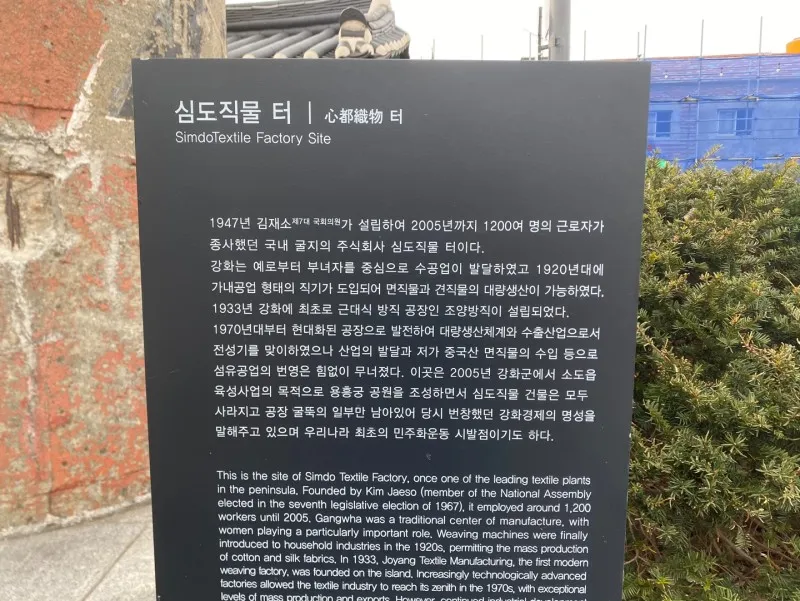 심도직물 터 | 心都織物 터
SimdoTextile Factory Site
1947년 김재소제7대 국회의원가 설립하여 2005년까지 1200여 명의 근로자가
종사했던 국내 굴지의 주식회사 심도직물 터이다.
강화는 예로부터 부녀자를 중심으로 수공업이 발달하였고 1920년대에
가내공업 형태의 직기가 도입되어 면직물과 견직물의 대량생산이 가능하였다.
1933년 강화에 최초로 근대식 방직 공장인 조양방직이 설립되었다.
1970년대부터 현대화된 공장으로 발전하여 대량생산체계와 수출산업으로서
전성기를 맞이하였으나 산업의 발달과 저가 중국산 면직물의 수입 등으로
섬유공업의 번영은 힘없이 무너졌다. 이곳은 2005년 강화군에서 소도읍
육성사업의 목적으로 용흥궁 공원을 조성하면서 심도직물 건물은 모두
사라지고 공장 굴뚝의 일부만 남아있어 당시 번창했던 강화경제의 명성을
말해주고 있으며 우리나라 최초의 민주화운동 시발점이기도 하다.
This is the site of Simdo Textile Factory, once one of the leading textile plants
in the peninsula. Founded by Kim Jaeso (member of the National Assembly
elected in the seventh legislative election of 1967), it employed around 1,200
workers until 2005. Gangwha was a traditional center of manufacture, with
women playing a particularly important role. Weaving machines were finally
introduced to household industries in the 1920s, permitting the mass production
of cotton and silk fabrics. In 1933, Joyang Textile Manufacturing, the first modern
weaving factory, was founded on the island. Increasingly technologically advanced
factories allowed the textile industry to reach its zenith in the 1970s, with exceptional
levels of mass production and exports. However, continued industrial development